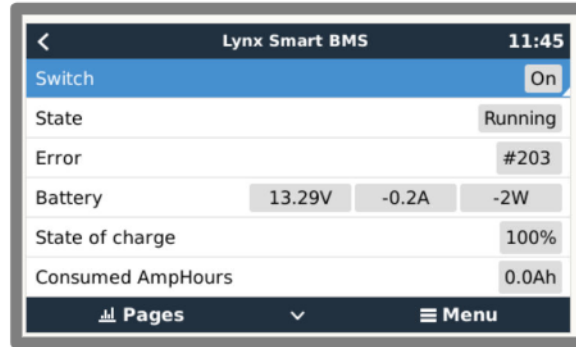 Lynx Smart BMS 11:45
Switch On
State Running
Error #203
Battery 13.29V -0.2A -2W
State of charge 100%
Consumed AmpHours 0.0Ah
Pages Menu